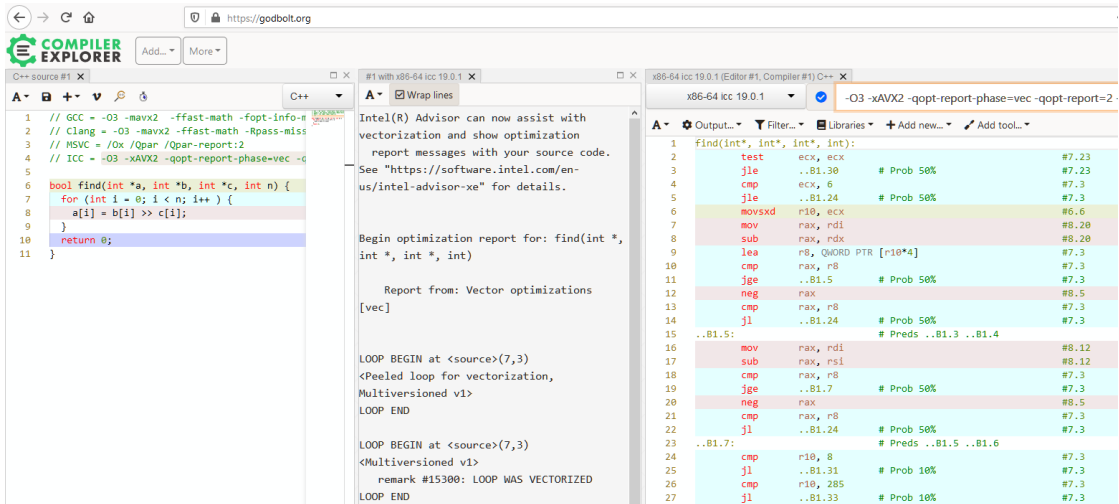 https://godbolt.org
COMPILER
EXPLORER
Add...
More
C++ source #1 X
A
C++
1 // GCC = -O3 -mavx2  -ffast-math -fopt-info-m
2 // Clang = -O3 -mavx2 -ffast-math -Rpass-miss
3 // MSVC = /Ox /Qpar /Qpar-report:2
4 // ICC = -O3 -xAVX2 -qopt-report-phase=vec -q
5
6 bool find(int *a, int *b, int *c, int n) {
7   for (int i = 0; i < n; i++ ) {
8     a[i] = b[i] >> c[i];
9   }
10   return 0;
11 }
#1 with x86-64 icc 19.0.1 X
A Wrap lines
Intel(R) Advisor can now assist with
vectorization and show optimization
report messages with your source code.
See "https://software.intel.com/en-
us/intel-advisor-xe" for details.
Begin optimization report for: find(int *,
int *, int *, int)
Report from: Vector optimizations
[vec]
LOOP BEGIN at <source>(7,3)
<Peeled loop for vectorization,
Multiversioned v1>
LOOP END
LOOP BEGIN at <source>(7,3)
<Multiversioned v1>
remark #15300: LOOP WAS VECTORIZED
LOOP END
x86-64 icc 19.0.1 (Editor #1, Compiler #1) C++ X
x86-64 icc 19.0.1
-O3 -xAVX2 -qopt-report-phase=vec -qopt-report=2 -
A Output... Filter... Libraries + Add new... Add tool...
1 find(int*, int*, int*, int):
2 test ecx, ecx #7.23
3 jle ..B1.30 # Prob 50% #7.23
4 cmp ecx, 6 #7.3
5 jle ..B1.24 # Prob 50% #7.3
6 movsxd r10, ecx #6.6
7 mov rax, rdi #8.20
8 sub rax, rdx #8.20
9 lea r8, QWORD PTR [r10*4] #7.3
10 cmp rax, r8 #7.3
11 jge ..B1.5 # Prob 50% #7.3
12 neg rax #8.5
13 cmp rax, r8 #7.3
14 jl ..B1.24 # Prob 50% #7.3
15 ..B1.5: # Preds ..B1.3 ..B1.4
16 mov rax, rdi #8.12
17 sub rax, rsi #8.12
18 cmp rax, r8 #7.3
19 jge ..B1.7 # Prob 50% #7.3
20 neg rax #8.5
21 cmp rax, r8 #7.3
22 jl ..B1.24 # Prob 50% #7.3
23 ..B1.7: # Preds ..B1.5 ..B1.6
24 cmp r10, 8 #7.3
25 jl ..B1.31 # Prob 10% #7.3
26 cmp r10, 285 #7.3
27 jl ..B1.33 # Prob 10% #7.3